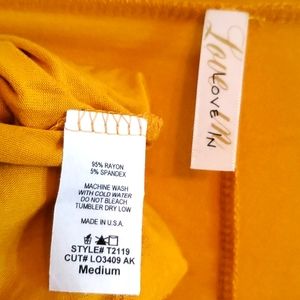 Love in
LOVE IN
95% RAYON
5% SPANDEX
MACHINE WASH
WITH COLD WATER
DO NOT BLEACH
TUMBLER DRY LOW
MADE IN U.S.A.
STYLE# T2119
CUT# LO3409 AK
Medium